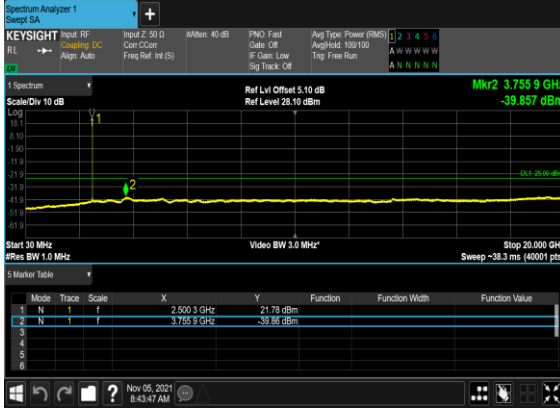 Spectrum Analyzer 1
Swept SA
+
KEYSIGHT
RL
Input: RF
Coupling: DC
Align: Auto
Input Z: 50 Ω
Corr CCorr
Freq Ref: Int (S)
#Atten: 40 dB
PNO: Fast
Gate: Off
IF Gain: Low
Sig Track: Off
Avg Type: Power (RMS)
Avg|Hold: 100/100
Trig: Free Run
1 2 3 4 5 6
A W W W W W
A N N N N N
1 Spectrum
Scale/Div 10 dB
Ref Lvl Offset 5.10 dB
Ref Level 28.10 dBm
Mkr2 3.755 9 GHz
-39.857 dBm
Log
18.1
8.10
-1.90
-11.9
-21.9
-31.9
-41.9
-51.9
-61.9
1
2
DL1 -25.00 dBm
Start 30 MHz
#Res BW 1.0 MHz
Video BW 3.0 MHz*
Stop 20.000 GH
Sweep ~38.3 ms (40001 pts
5 Marker Table
Mode Trace Scale X Y Function Function Width Function Value
1 N 1 f 2.500 3 GHz 21.78 dBm
2 N 1 f 3.755 9 GHz -39.86 dBm
3
4
5
6
?
Nov 05, 2021
8:43:47 AM